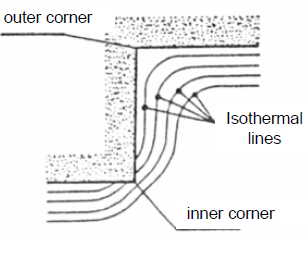 outer corner
Isothermal
lines
inner corner